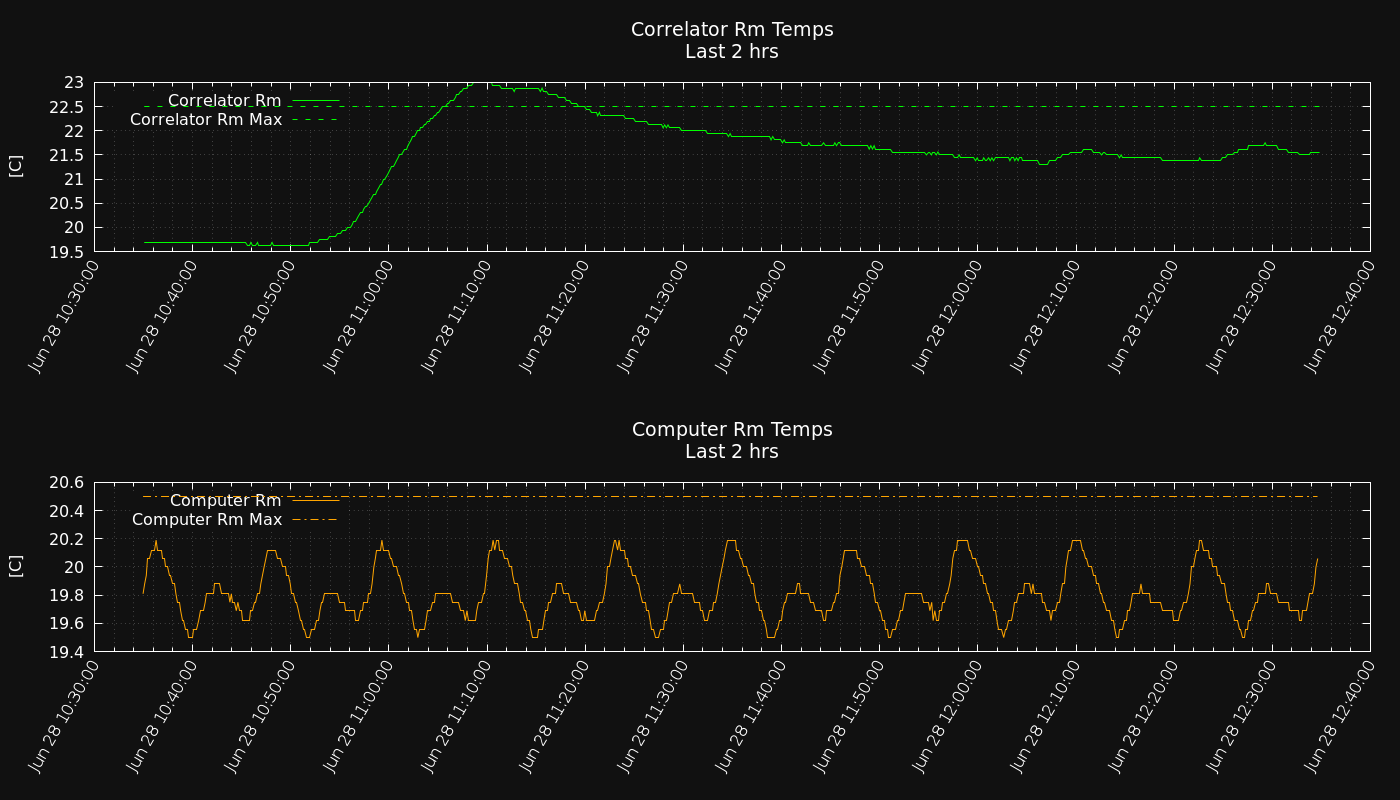 Correlator Rm Temps
Last 2 hrs
[C]
23
22.5
22
21.5
21
20.5
20
19.5
Correlator Rm
Correlator Rm Max
Jun 28 10:30:00
Jun 28 10:40:00
Jun 28 10:50:00
Jun 28 11:00:00
Jun 28 11:10:00
Jun 28 11:20:00
Jun 28 11:30:00
Jun 28 11:40:00
Jun 28 11:50:00
Jun 28 12:00:00
Jun 28 12:10:00
Jun 28 12:20:00
Jun 28 12:30:00
Jun 28 12:40:00
Computer Rm Temps
Last 2 hrs
[C]
20.6
20.4
20.2
20
19.8
19.6
19.4
Computer Rm
Computer Rm Max
Jun 28 10:30:00
Jun 28 10:40:00
Jun 28 10:50:00
Jun 28 11:00:00
Jun 28 11:10:00
Jun 28 11:20:00
Jun 28 11:30:00
Jun 28 11:40:00
Jun 28 11:50:00
Jun 28 12:00:00
Jun 28 12:10:00
Jun 28 12:20:00
Jun 28 12:30:00
Jun 28 12:40:00